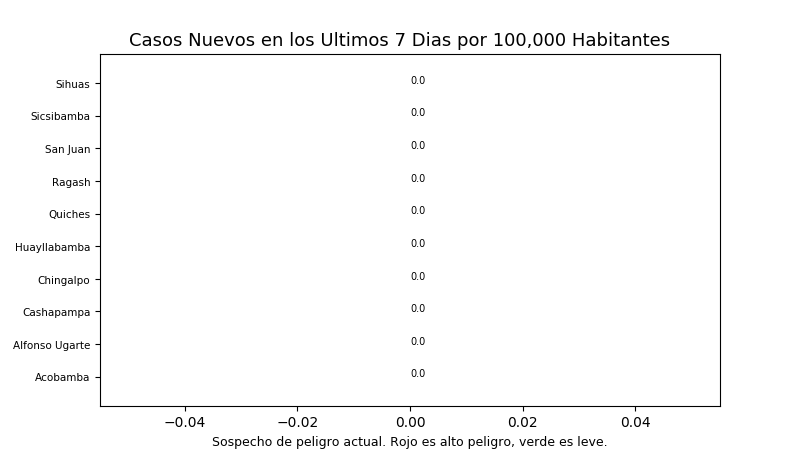 Casos Nuevos en los Ultimos 7 Dias por 100,000 Habitantes
Sihuas 0.0
Sicsibamba 0.0
San Juan 0.0
Ragash 0.0
Quiches 0.0
Huayllabamba 0.0
Chingalpo 0.0
Cashapampa 0.0
Alfonso Ugarte 0.0
Acobamba 0.0
−0.04 −0.02 0.00 0.02 0.04
Sospecho de peligro actual. Rojo es alto peligro, verde es leve.